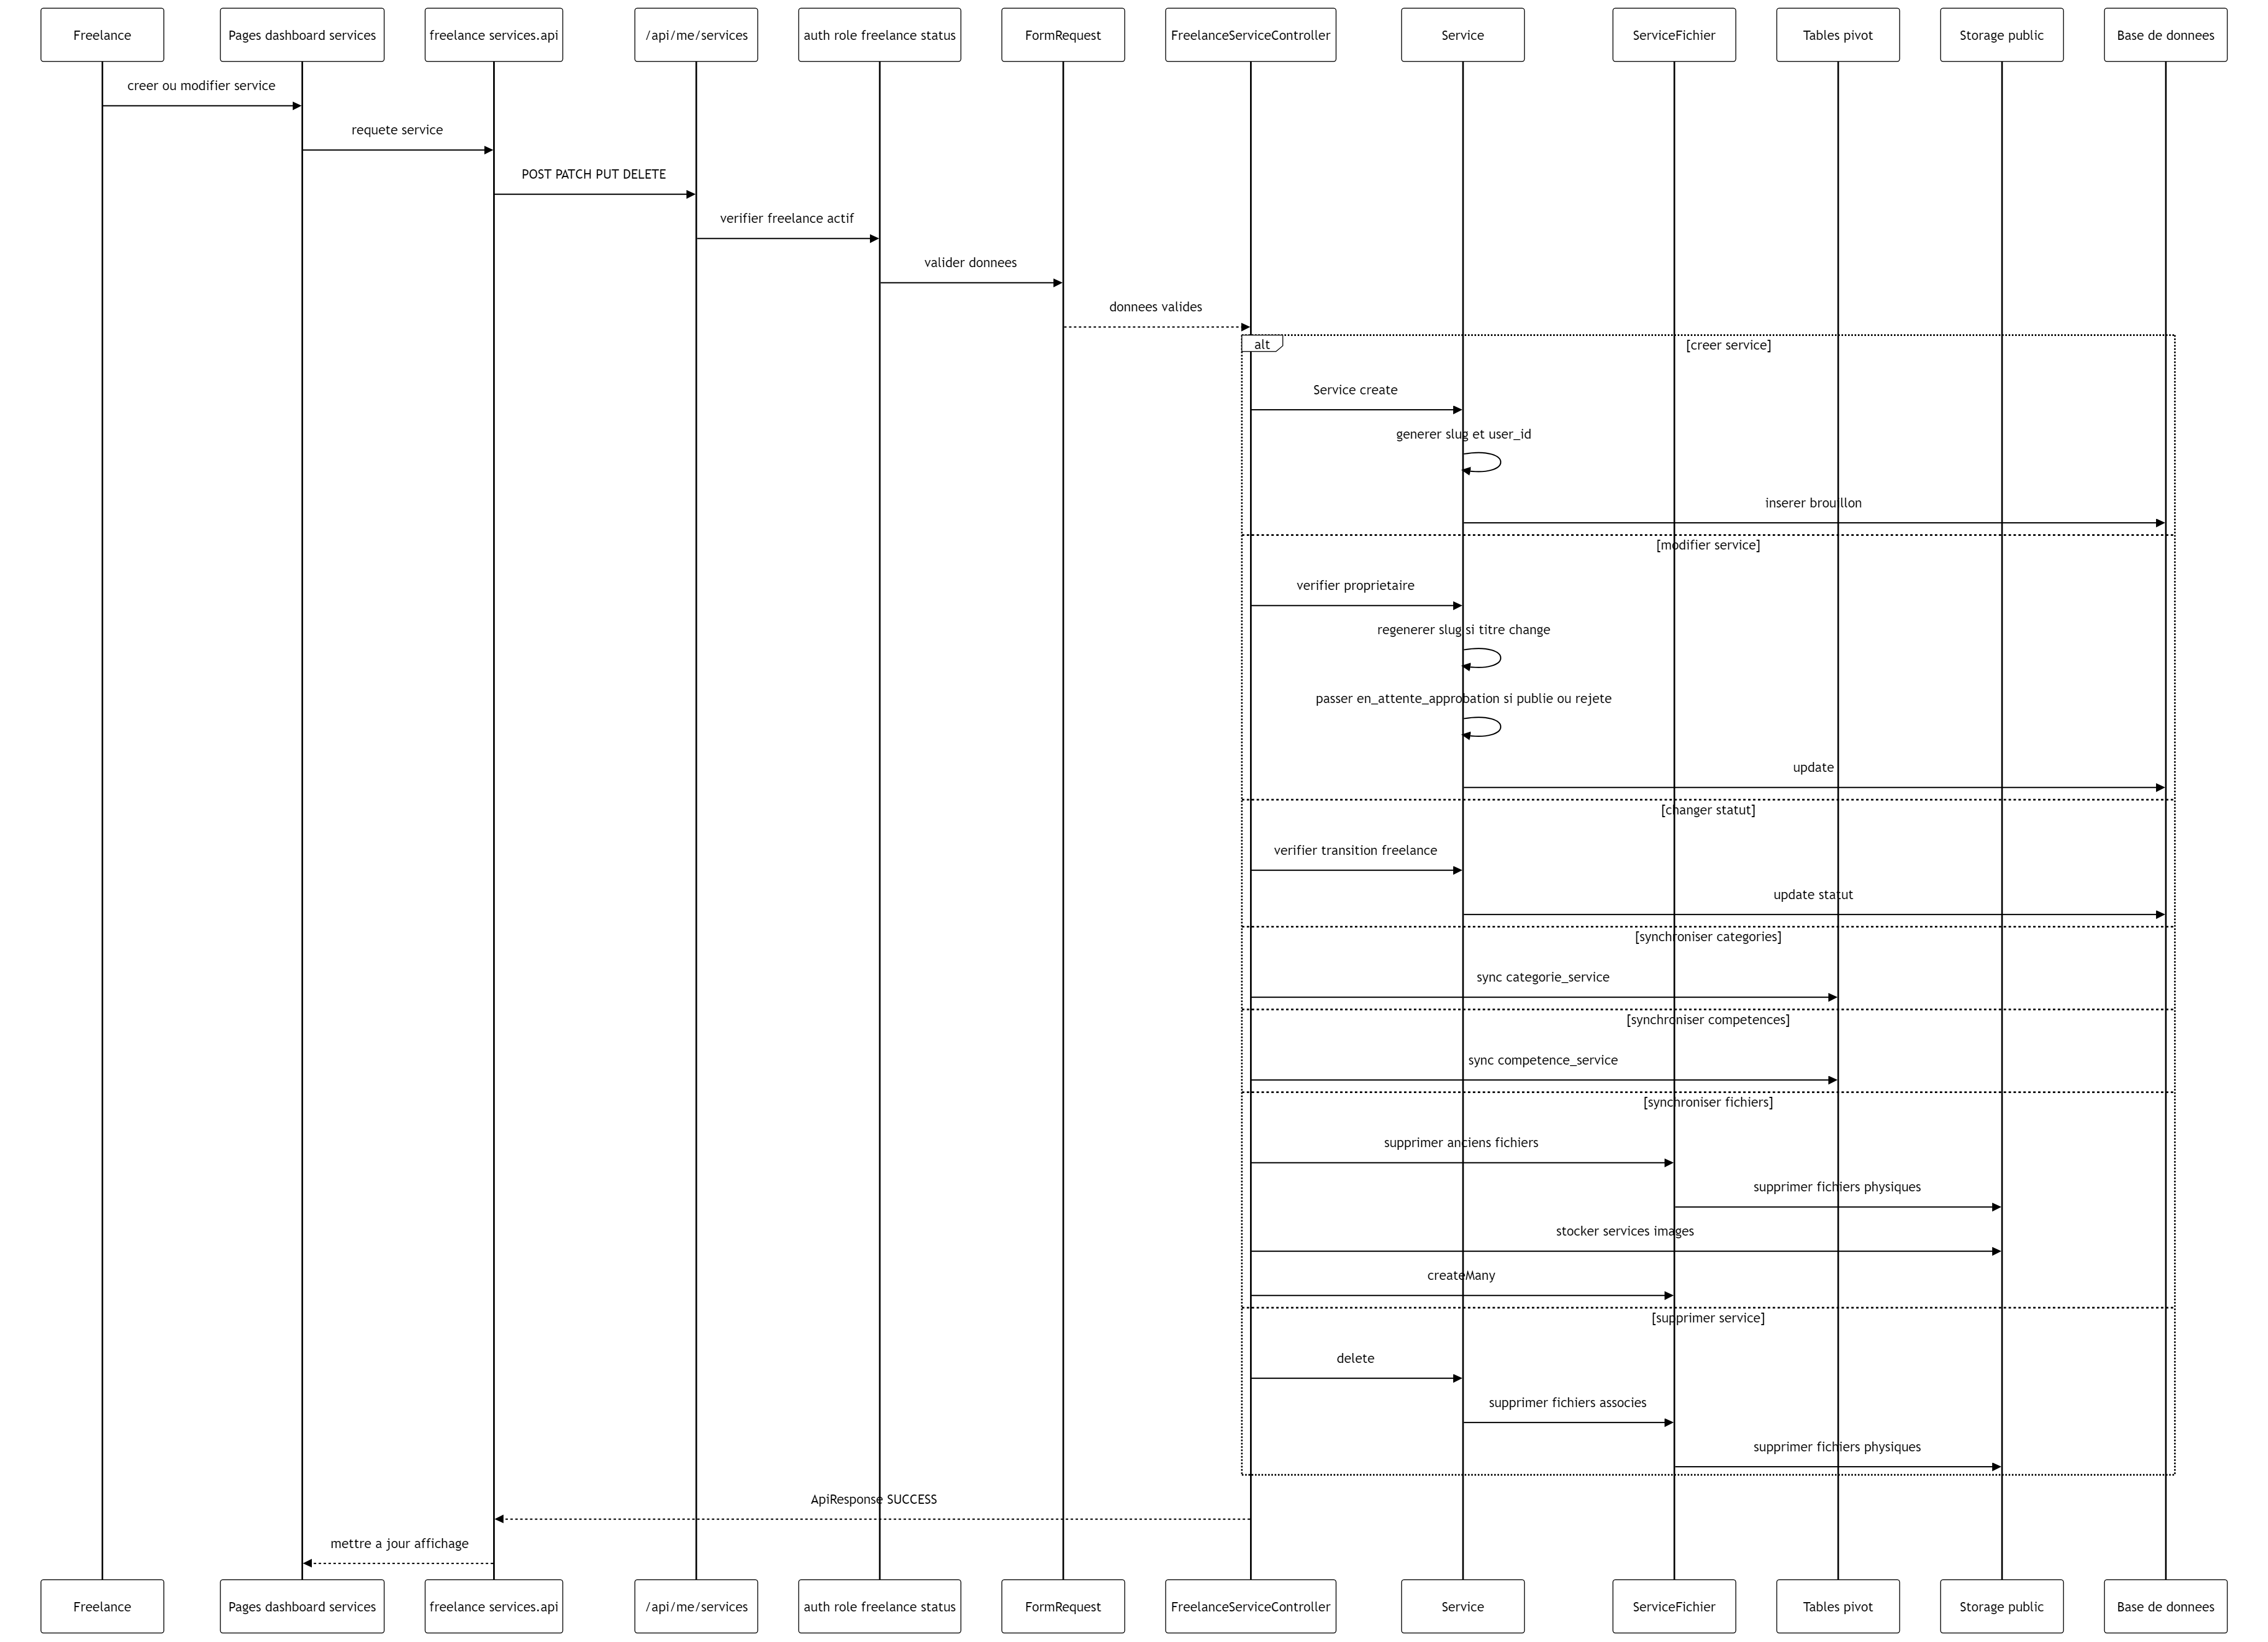 Freelance
Pages dashboard services
freelance services.api
/api/me/services
auth role freelance status
FormRequest
FreelanceServiceController
Service
ServiceFichier
Tables pivot
Storage public
Base de donnees
creer ou modifier service
requete service
POST PATCH PUT DELETE
verifier freelance actif
valider donnees
donnees valides
alt
[creer service]
Service create
generer slug et user_id
inserer brouillon
[modifier service]
verifier proprietaire
regenerer slug si titre change
passer en_attente_approbation si publie ou rejete
update
[changer statut]
verifier transition freelance
update statut
[synchroniser categories]
sync categorie_service
[synchroniser competences]
sync competence_service
[synchroniser fichiers]
supprimer anciens fichiers
supprimer fichiers physiques
stocker services images
createMany
[supprimer service]
delete
supprimer fichiers associes
supprimer fichiers physiques
ApiResponse SUCCESS
mettre a jour affichage
Freelance
Pages dashboard services
freelance services.api
/api/me/services
auth role freelance status
FormRequest
FreelanceServiceController
Service
ServiceFichier
Tables pivot
Storage public
Base de donnees